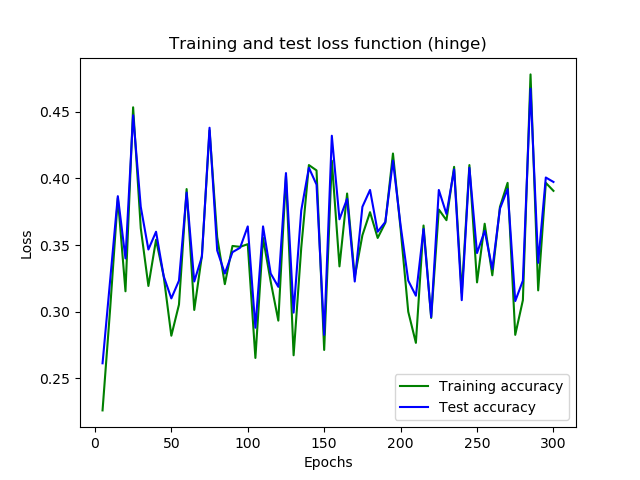 Training and test loss function (hinge)
0.45
0.40
0.35
0.30
0.25
Loss
Training accuracy
Test accuracy
0 50 100 150 200 250 300
Epochs